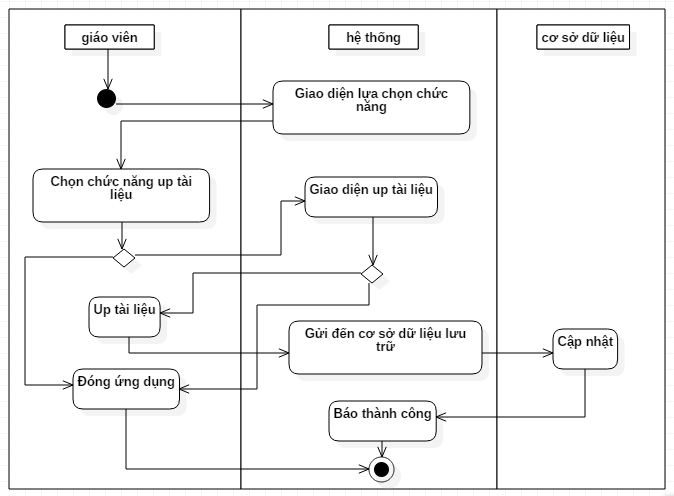 giáo viên
hệ thống
cơ sở dữ liệu
Giao diện lựa chọn chức
năng
Chọn chức năng up tài
liệu
Giao diện up tài liệu
Up tài liệu
Gửi đến cơ sở dữ liệu lưu
trữ
Cập nhật
Đóng ứng dụng
Báo thành công